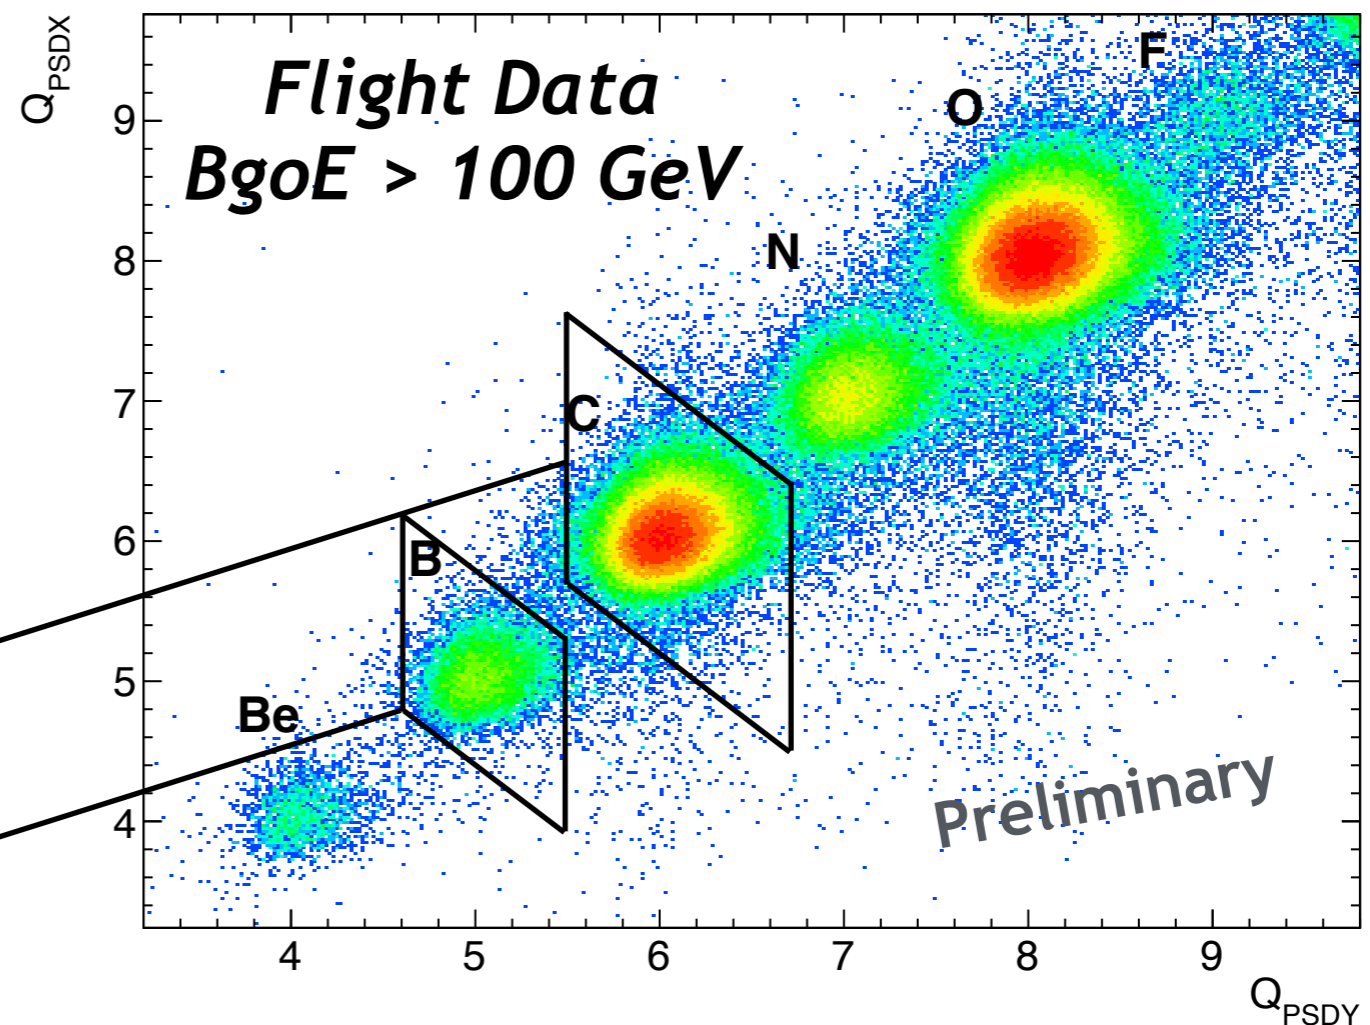 Flight Data
BgoE > 100 GeV
Q_PSDX
9
8
7
6
5
4
F
O
N
C
B
Be
Preliminary
4 5 6 7 8 9
Q_PSDY